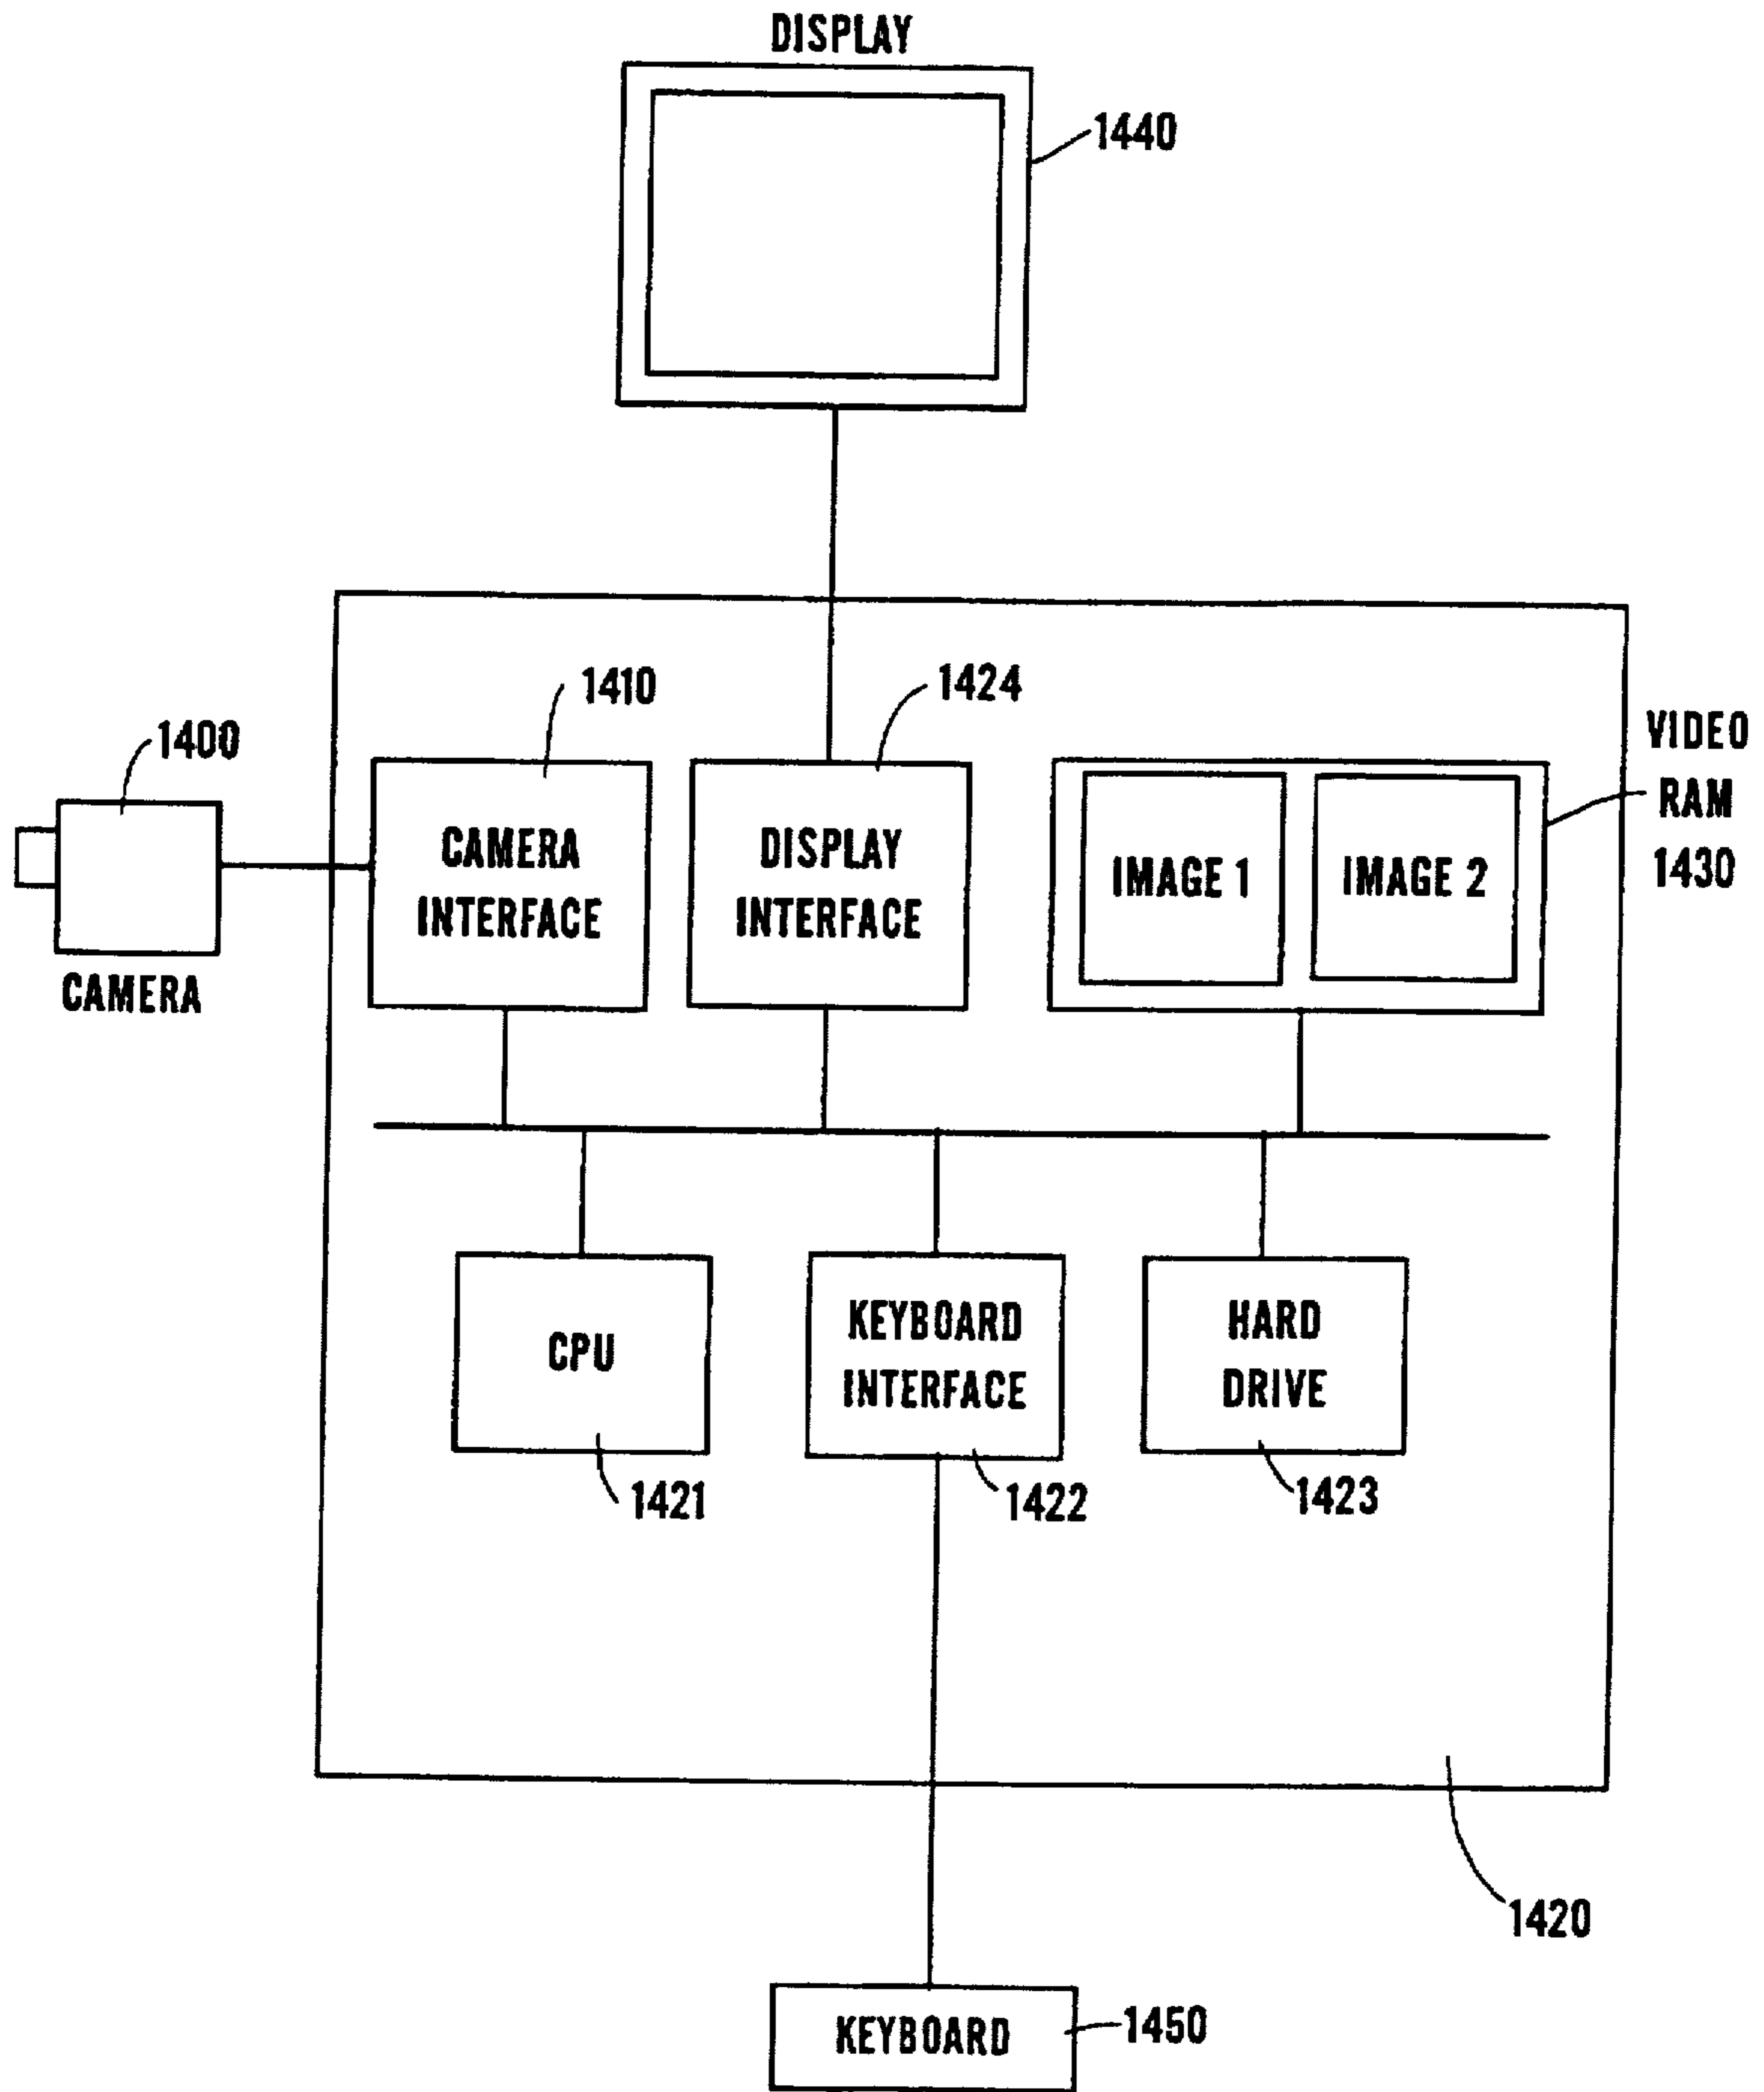 DISPLAY
1440
1410
1424
1400
VIDEO
RAM
1430
CAMERA
INTERFACE
DISPLAY
INTERFACE
IMAGE 1
IMAGE 2
CAMERA
CPU
KEYBOARD
INTERFACE
HARD
DRIVE
1421
1422
1423
1420
KEYBOARD
1450